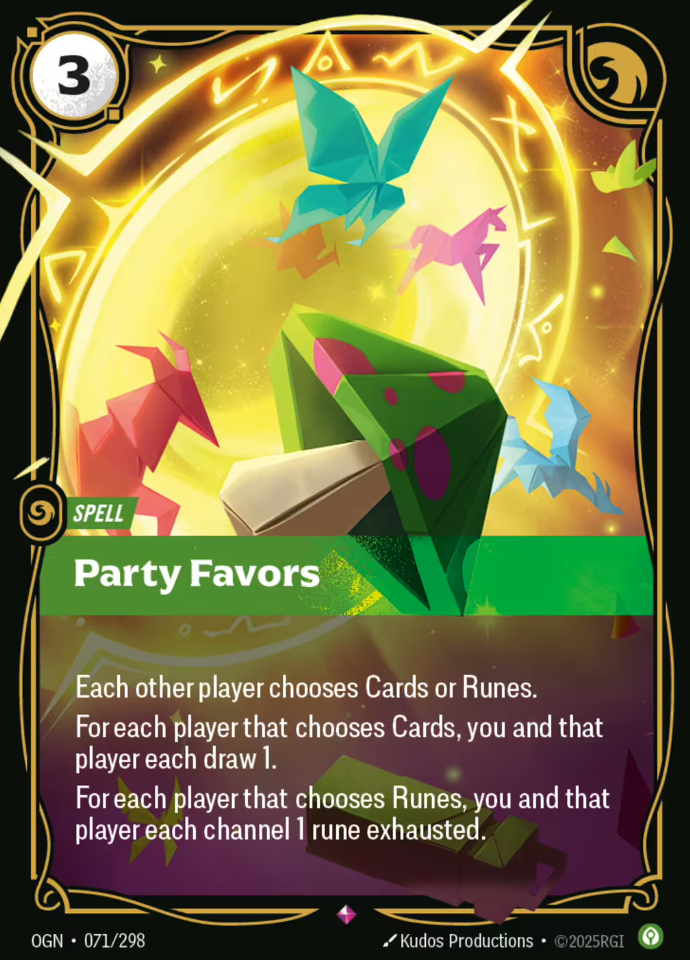 3
SPELL
Party Favors
Each other player chooses Cards or Runes.
For each player that chooses Cards, you and that
player each draw 1.
For each player that chooses Runes, you and that
player each channel 1 rune exhausted.
OGN • 071/298
Kudos Productions • ©2025RGI